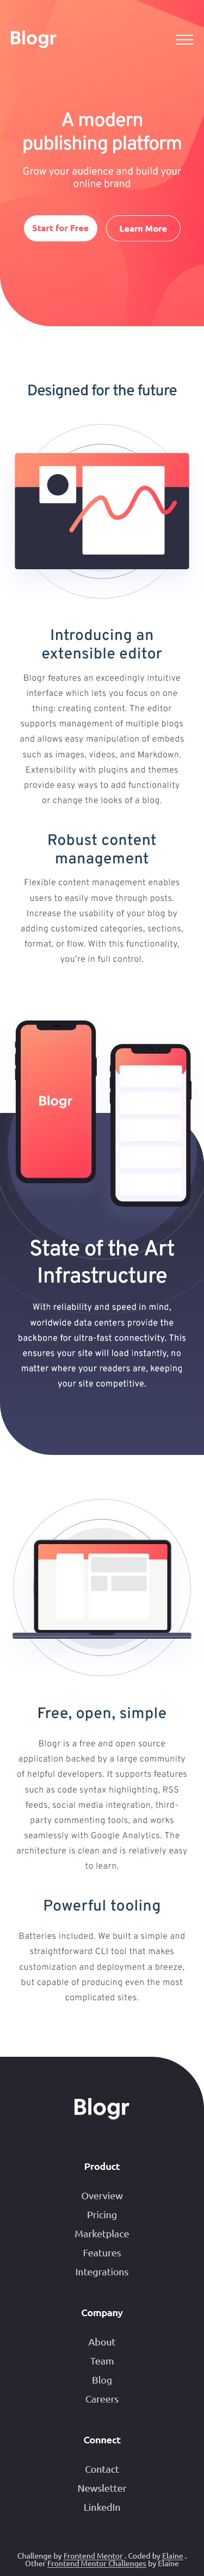 Blogr
A modern
publishing platform
Grow your audience and build your
online brand
Start for Free
Learn More
Designed for the future
Introducing an
extensible editor
Blogr features an exceedingly intuitive
interface which lets you focus on one
thing: creating content. The editor
supports management of multiple blogs
and allows easy manipulation of embeds
such as images, videos, and Markdown.
Extensibility with plugins and themes
provide easy ways to add functionality
or change the looks of a blog.
Robust content
management
Flexible content management enables
users to easily move through posts.
Increase the usability of your blog by
adding customized categories, sections,
format, or flow. With this functionality,
you're in full control.
Blogr
State of the Art
Infrastructure
With reliability and speed in mind,
worldwide data centers provide the
backbone for ultra-fast connectivity. This
ensures your site will load instantly, no
matter where your readers are, keeping
your site competitive.
Free, open, simple
Blogr is a free and open source
application backed by a large community
of helpful developers. It supports features
such as code syntax highlighting, RSS
feeds, social media integration, third-
party commenting tools, and works
seamlessly with Google Analytics. The
architecture is clean and is relatively easy
to learn.
Powerful tooling
Batteries included. We built a simple and
straightforward CLI tool that makes
customization and deployment a breeze,
but capable of producing even the most
complicated sites.
Blogr
Product
Overview
Pricing
Marketplace
Features
Integrations
Company
About
Team
Blog
Careers
Connect
Contact
Newsletter
LinkedIn
Challenge by Frontend Mentor . Coded by Elaine .
Other Frontend Mentor Challenges by Elaine